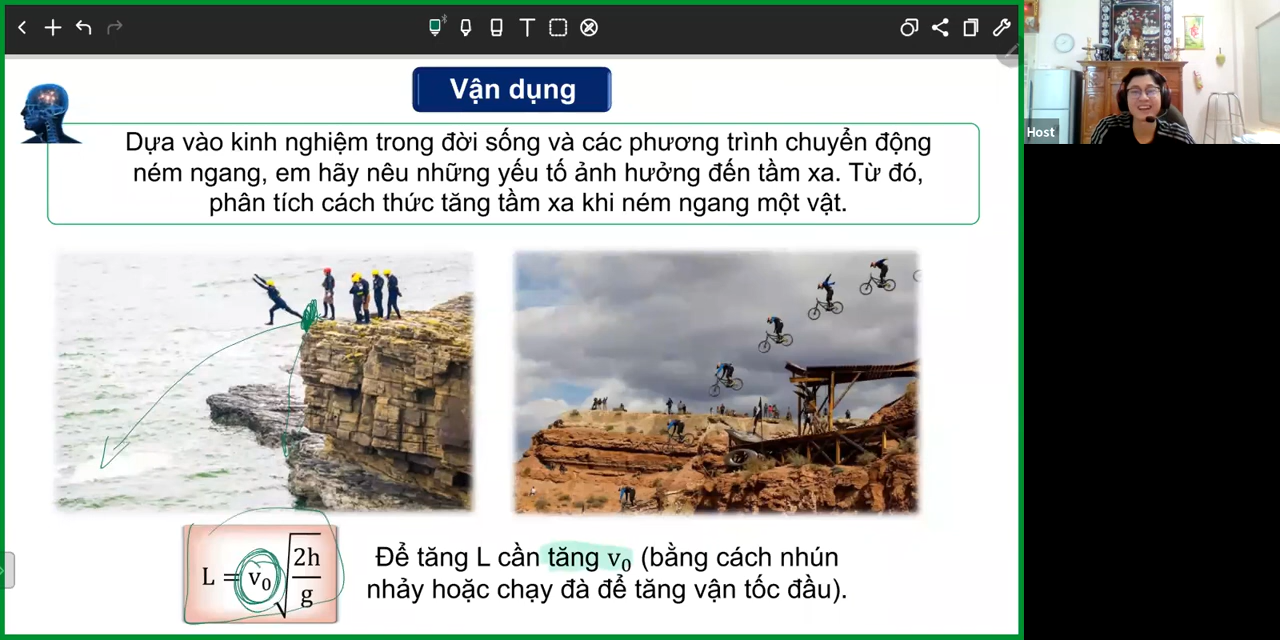 Vận dụng
Host
Dựa vào kinh nghiệm trong đời sống và các phương trình chuyển động
ném ngang, em hãy nêu những yếu tố ảnh hưởng đến tầm xa. Từ đó,
phân tích cách thức tăng tầm xa khi ném ngang một vật.
L = v₀√(2h/g)
Để tăng L cần tăng v₀ (bằng cách nhún
nhảy hoặc chạy đà để tăng vận tốc đầu).